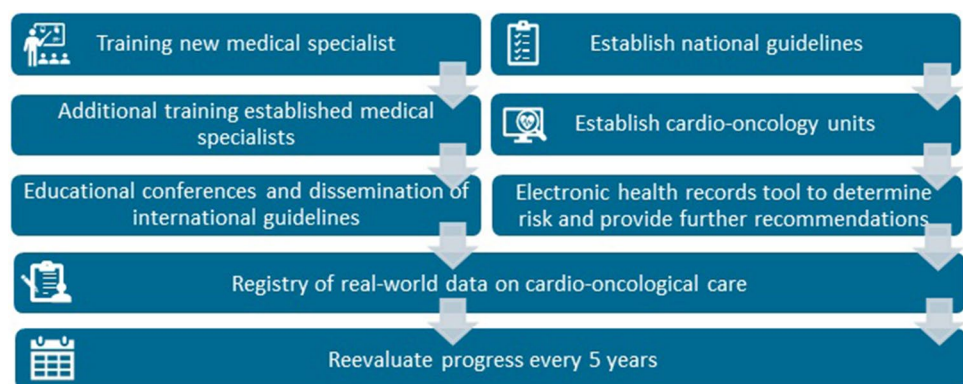 Training new medical specialist
Establish national guidelines
Additional training established medical
specialists
Establish cardio-oncology units
Educational conferences and dissemination of
international guidelines
Electronic health records tool to determine
risk and provide further recommendations
Registry of real-world data on cardio-oncological care
Reevaluate progress every 5 years